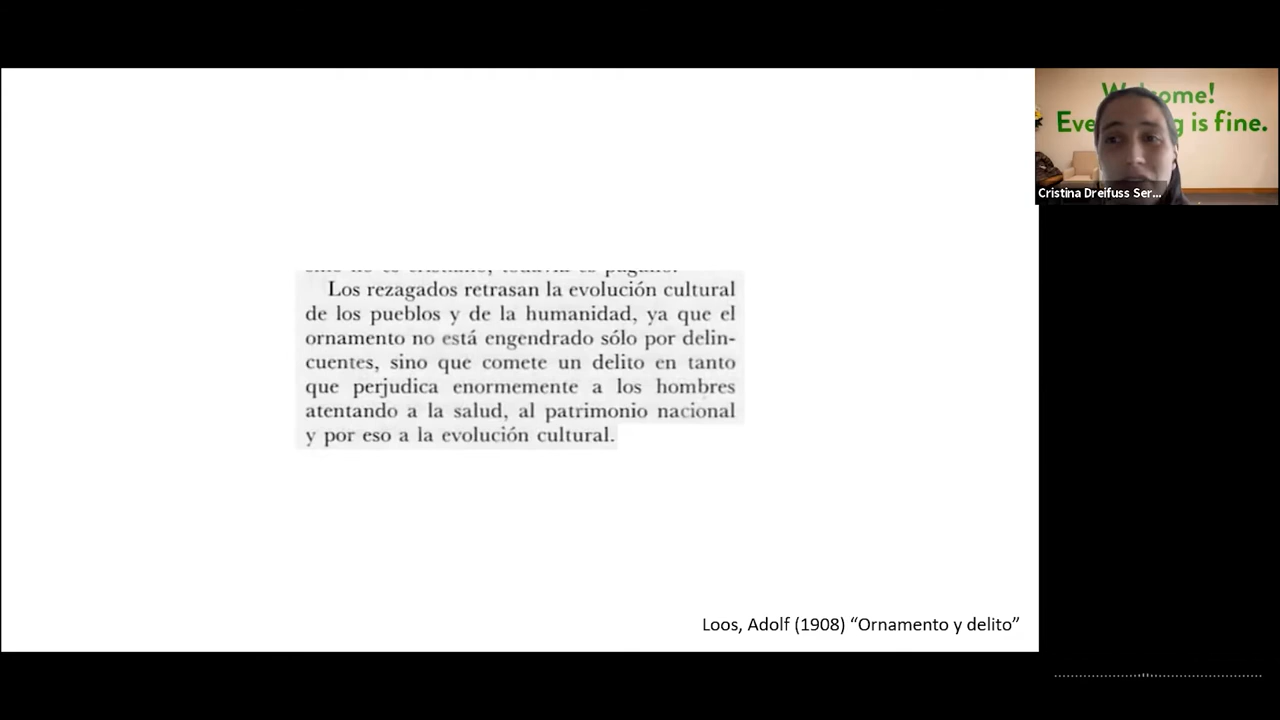 Los rezagados retrasan la evolución cultural
de los pueblos y de la humanidad, ya que el
ornamento no está engendrado sólo por delin-
cuentes, sino que comete un delito en tanto
que perjudica enormemente a los hombres
atentando a la salud, al patrimonio nacional
y por eso a la evolución cultural.
Loos, Adolf (1908) “Ornamento y delito”
is fine.
Cristina Dreifuss Ser...